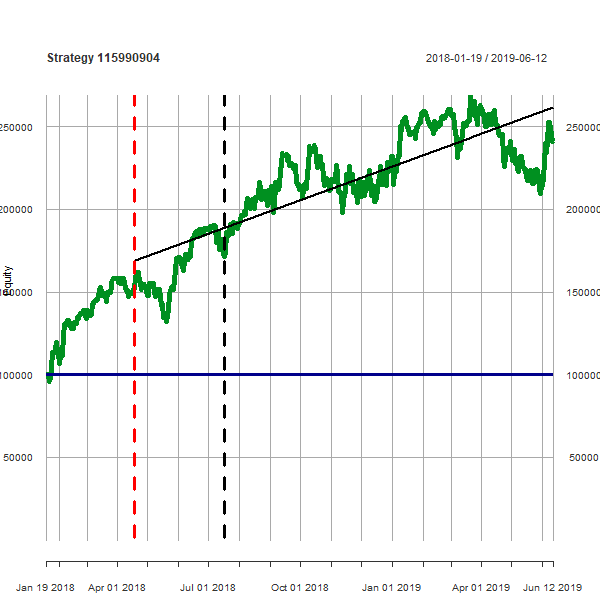 Strategy 115990904
2018-01-19 / 2019-06-12
250000 250000
200000 200000
Equity
150000 150000
100000 100000
50000 50000
Jan 19 2018 Apr 01 2018 Jul 01 2018 Oct 01 2018 Jan 01 2019 Apr 01 2019 Jun 12 2019